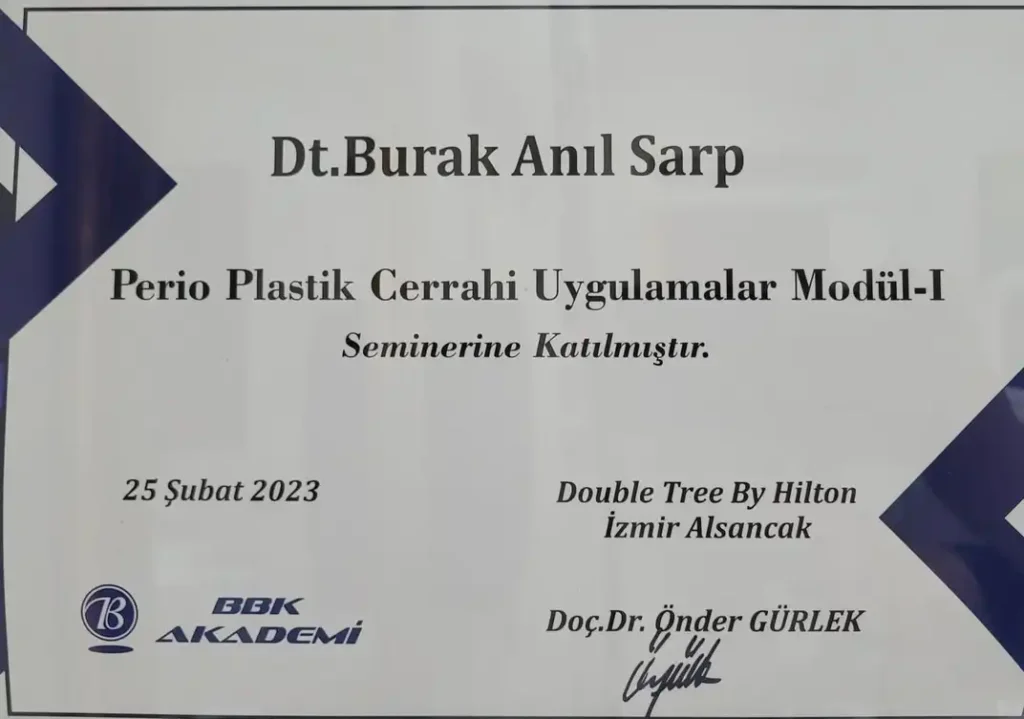 Dt.Burak Anıl Sarp
Perio Plastik Cerrahi Uygulamalar Modül-I
Seminerine Katılmıştır.
25 Şubat 2023
Double Tree By Hilton
İzmir Alsancak
B
BBK
AKADEMİ
Doç.Dr. Önder GÜRLEK